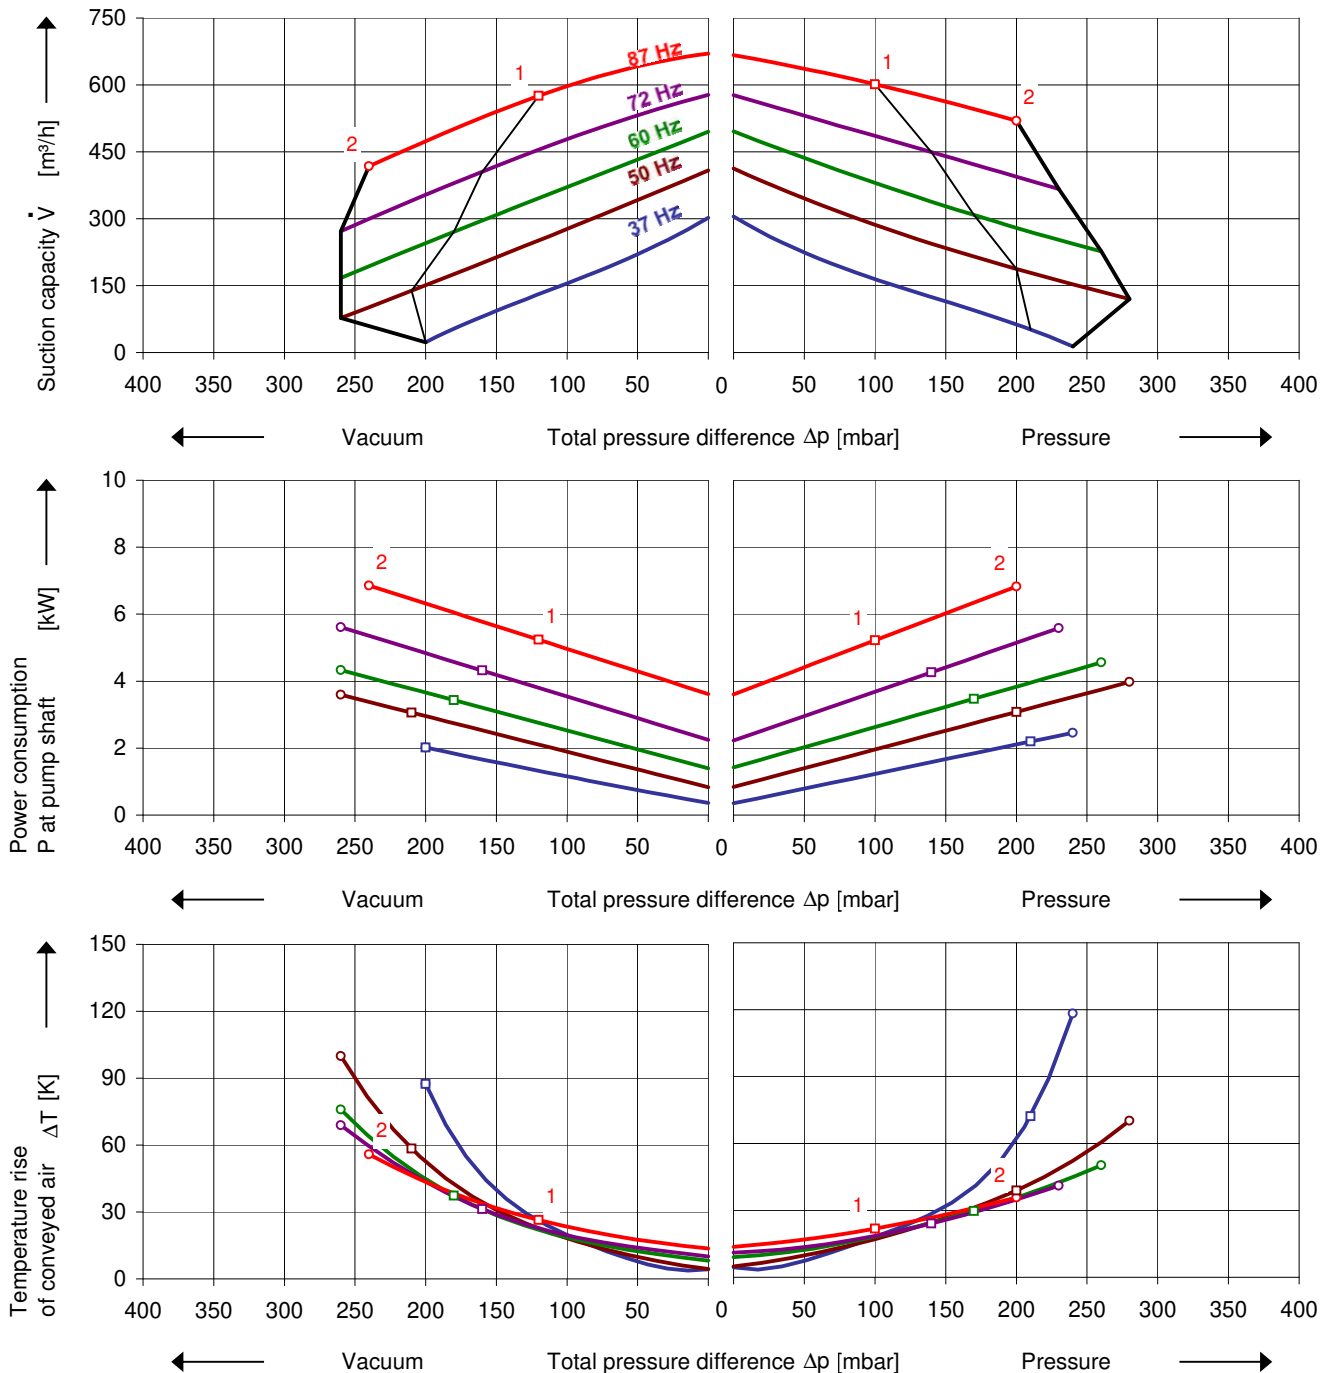 750
600
450
300
150
0
Suction capacity V̇ [m³/h]
87 Hz
72 Hz
60 Hz
50 Hz
37 Hz
1
2
1
2
400 350 300 250 200 150 100 50 0 50 100 150 200 250 300 350 400
Vacuum Total pressure difference Δp [mbar] Pressure
10
8
6
4
2
0
Power consumption
P at pump shaft [kW]
2
1
1
2
400 350 300 250 200 150 100 50 0 50 100 150 200 250 300 350 400
Vacuum Total pressure difference Δp [mbar] Pressure
150
120
90
60
30
0
Temperature rise
of conveyed air ΔT [K]
2
1
1
2
400 350 300 250 200 150 100 50 0 50 100 150 200 250 300 350 400
Vacuum Total pressure difference Δp [mbar] Pressure